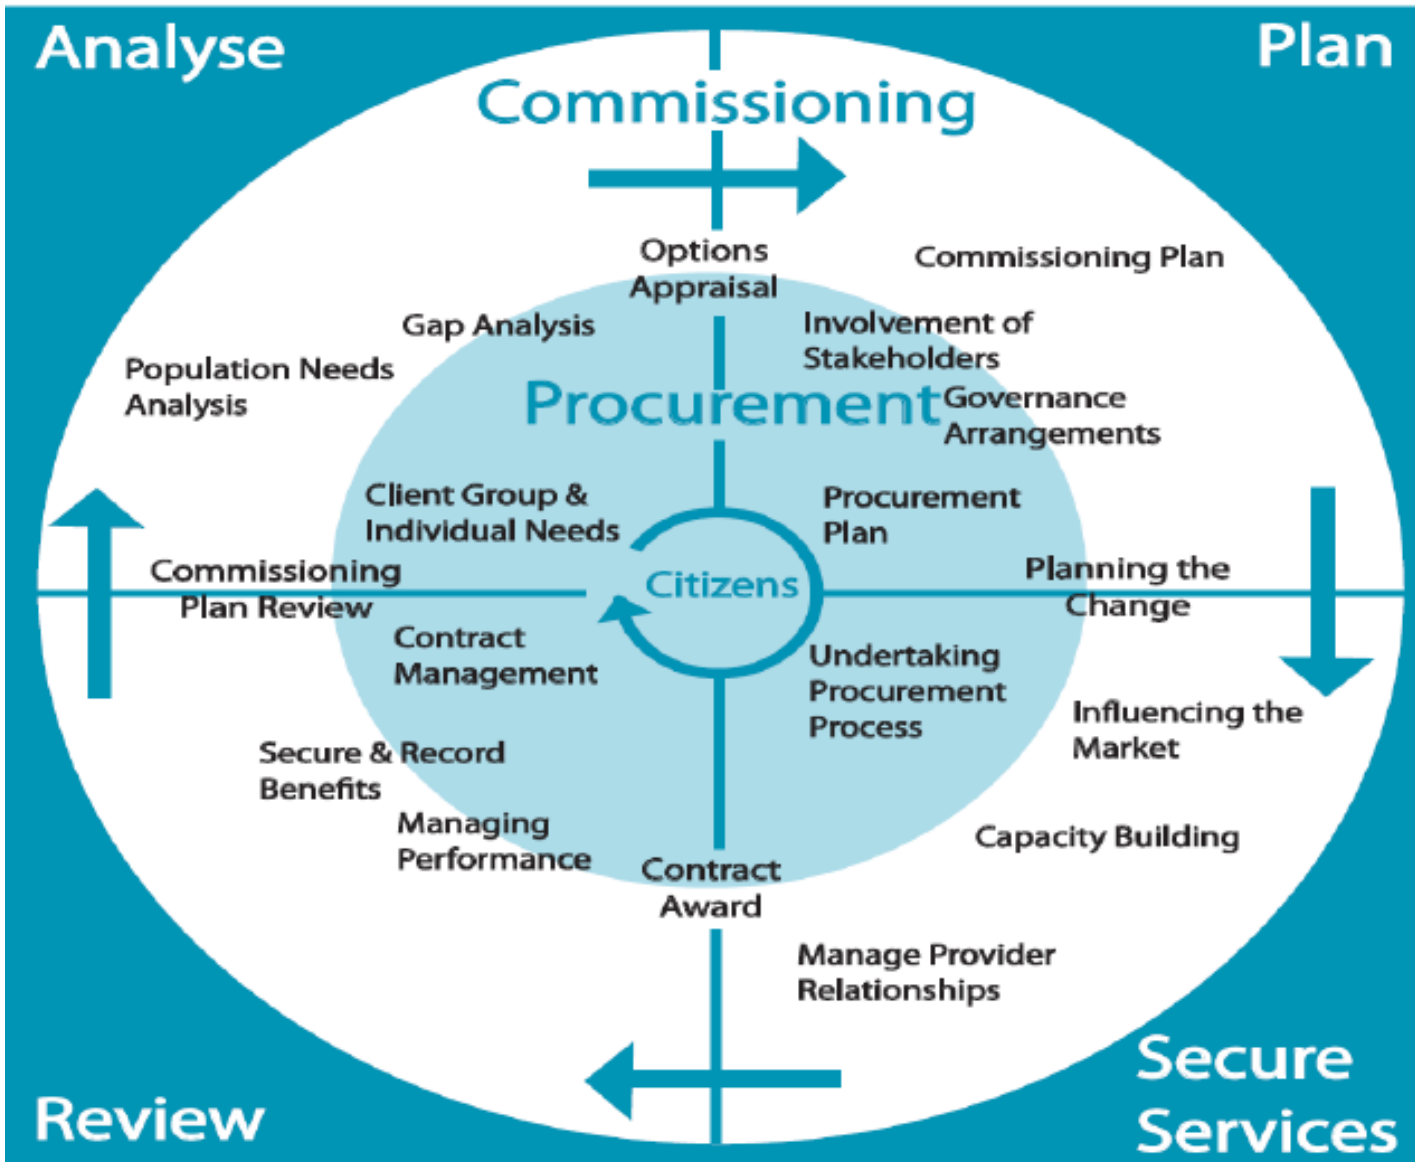 Analyse
Plan
Commissioning
Options
Appraisal
Commissioning Plan
Gap Analysis
Involvement of
Stakeholders
Population Needs
Analysis
Procurement
Governance
Arrangements
Client Group &
Individual Needs
Procurement
Plan
Citizens
Commissioning
Plan Review
Planning the
Change
Contract
Management
Undertaking
Procurement
Process
Influencing the
Market
Secure & Record
Benefits
Managing
Performance
Capacity Building
Contract
Award
Manage Provider
Relationships
Review
Secure
Services